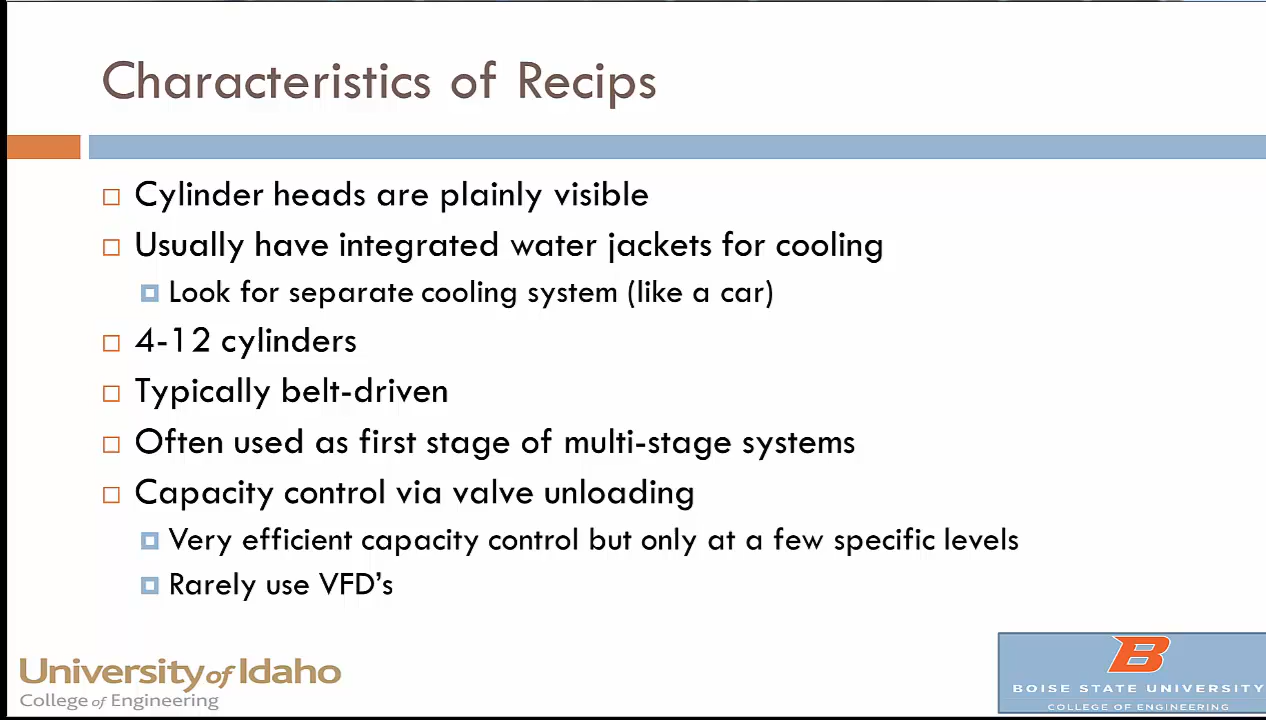 Characteristics of Recips
Cylinder heads are plainly visible
Usually have integrated water jackets for cooling
Look for separate cooling system (like a car)
4-12 cylinders
Typically belt-driven
Often used as first stage of multi-stage systems
Capacity control via valve unloading
Very efficient capacity control but only at a few specific levels
Rarely use VFD's
University of Idaho
College of Engineering
B
BOISE STATE UNIVERSITY
COLLEGE OF ENGINEERING